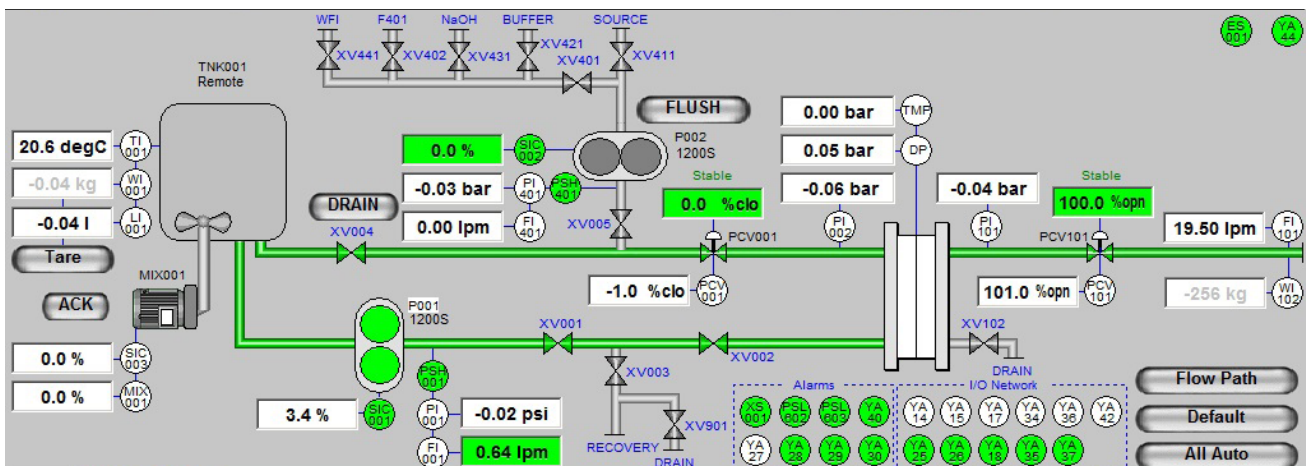 WFI F401 NaOH BUFFER SOURCE
ES 001
YA 44
XV441 XV402 XV431 XV421 XV401 XV411
TNK001
Remote
FLUSH
0.00 bar TMP
P002
1200S
20.6 degC TI 001
0.0 % SIC 002
0.05 bar DP
-0.04 kg WI 001
-0.03 bar PI 401 PSH 401
Stable
0.0 %clo
-0.06 bar
-0.04 bar
Stable
100.0 %opn
DRAIN
-0.04 l LI 001
0.00 lpm FI 401
XV005
PI 002
PI 101
19.50 lpm FI 101
XV004
PCV001
PCV101
Tare
MIX001
-1.0 %clo PCV 001
101.0 %opn PCV 101
-256 kg WI 102
ACK
P001
1200S
XV001
XV002
XV102
0.0 % SIC 003
PSH 001
XV003
DRAIN
Flow Path
Alarms
I/O Network
0.0 % MIX 001
3.4 % SIC 001
PI 001 -0.02 psi
XS 001 PSL 602 PSL 603 YA 40
YA 14 YA 15 YA 17 YA 34 YA 36 YA 42
Default
XV901
FI 001 0.64 lpm
RECOVERY
DRAIN
YA 27 YA 28 YA 29 YA 30
YA 25 YA 26 YA 18 YA 35 YA 37
All Auto